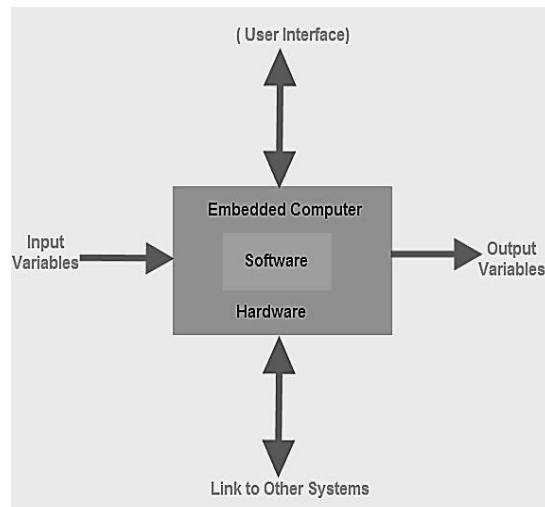 ( User Interface)
Embedded Computer
Input
Variables
Software
Output
Variables
Hardware
Link to Other Systems